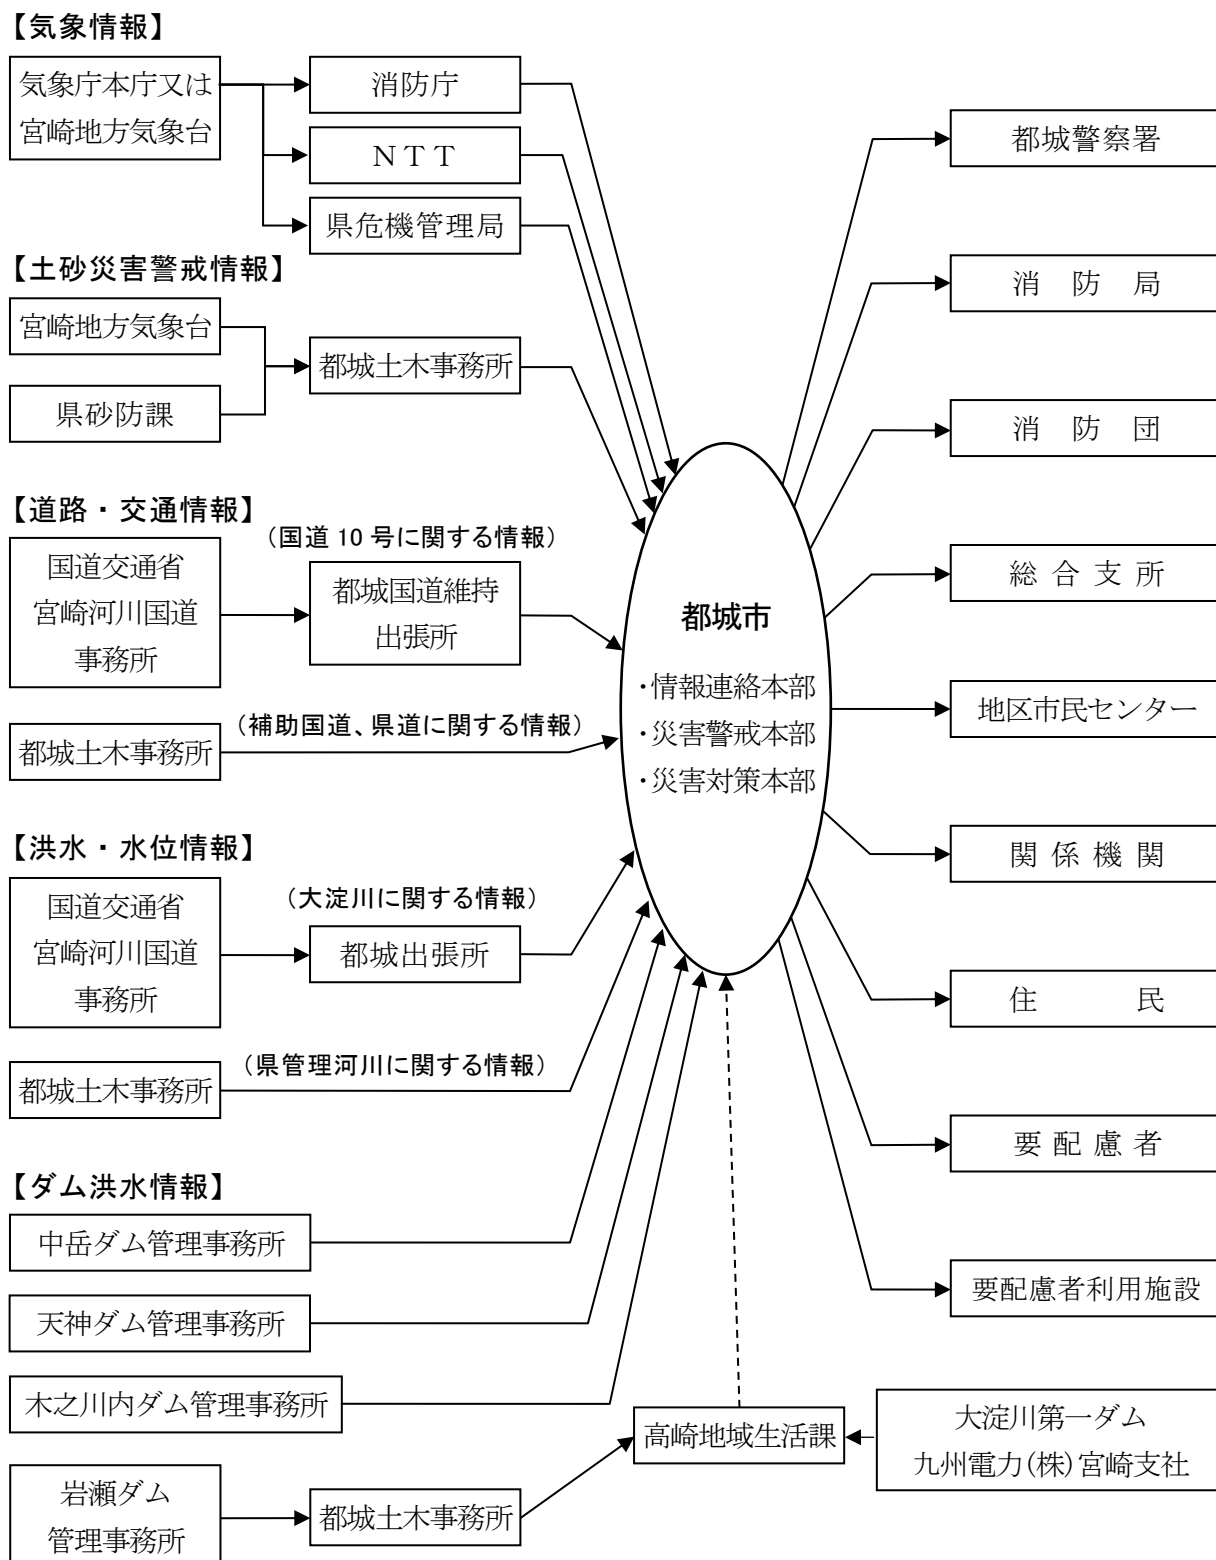 【気象情報】
気象庁本庁又は
宮崎地方気象台
消防庁
ＮＴＴ
県危機管理局
【土砂災害警戒情報】
宮崎地方気象台
県砂防課
都城土木事務所
【道路・交通情報】
国道交通省
宮崎河川国道
事務所
（国道 10 号に関する情報）
都城国道維持
出張所
都城土木事務所
（補助国道、県道に関する情報）
【洪水・水位情報】
国道交通省
宮崎河川国道
事務所
（大淀川に関する情報）
都城出張所
都城土木事務所
（県管理河川に関する情報）
【ダム洪水情報】
中岳ダム管理事務所
天神ダム管理事務所
木之川内ダム管理事務所
岩瀬ダム
管理事務所
都城土木事務所
高崎地域生活課
大淀川第一ダム
九州電力(株)宮崎支社
都城市
・情報連絡本部
・災害警戒本部
・災害対策本部
都城警察署
消　防　局
消　防　団
総 合 支 所
地区市民センター
関 係 機 関
住　　　民
要 配 慮 者
要配慮者利用施設